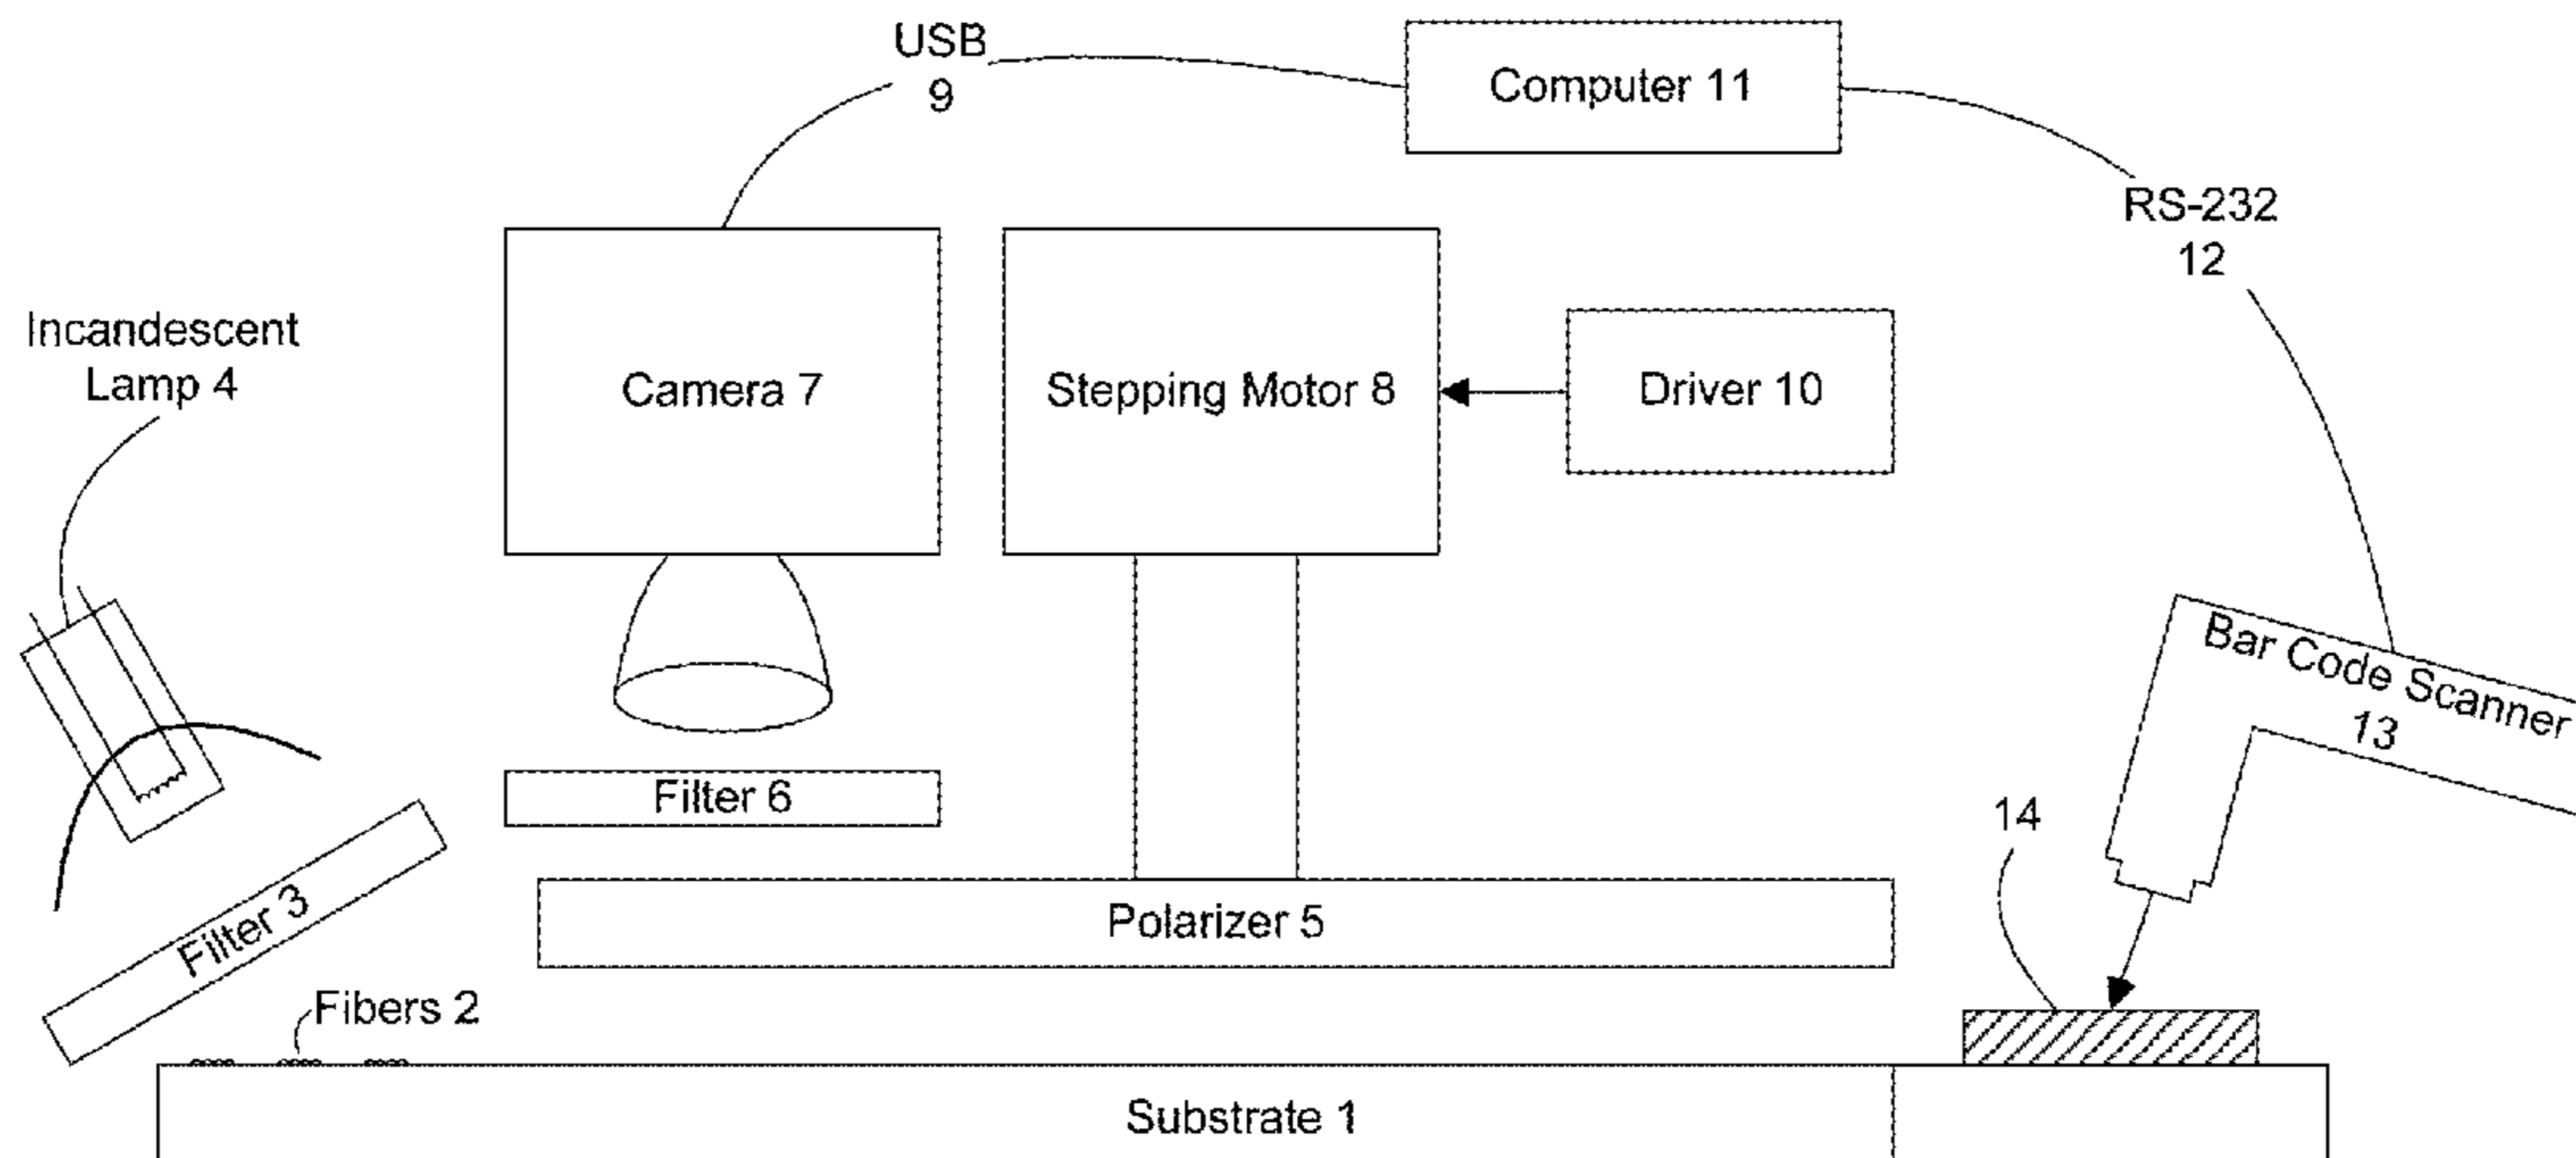 USB
9
Computer 11
RS-232
12
Incandescent
Lamp 4
Camera 7
Stepping Motor 8
Driver 10
Bar Code Scanner
13
Filter 6
14
Filter 3
Polarizer 5
Fibers 2
Substrate 1